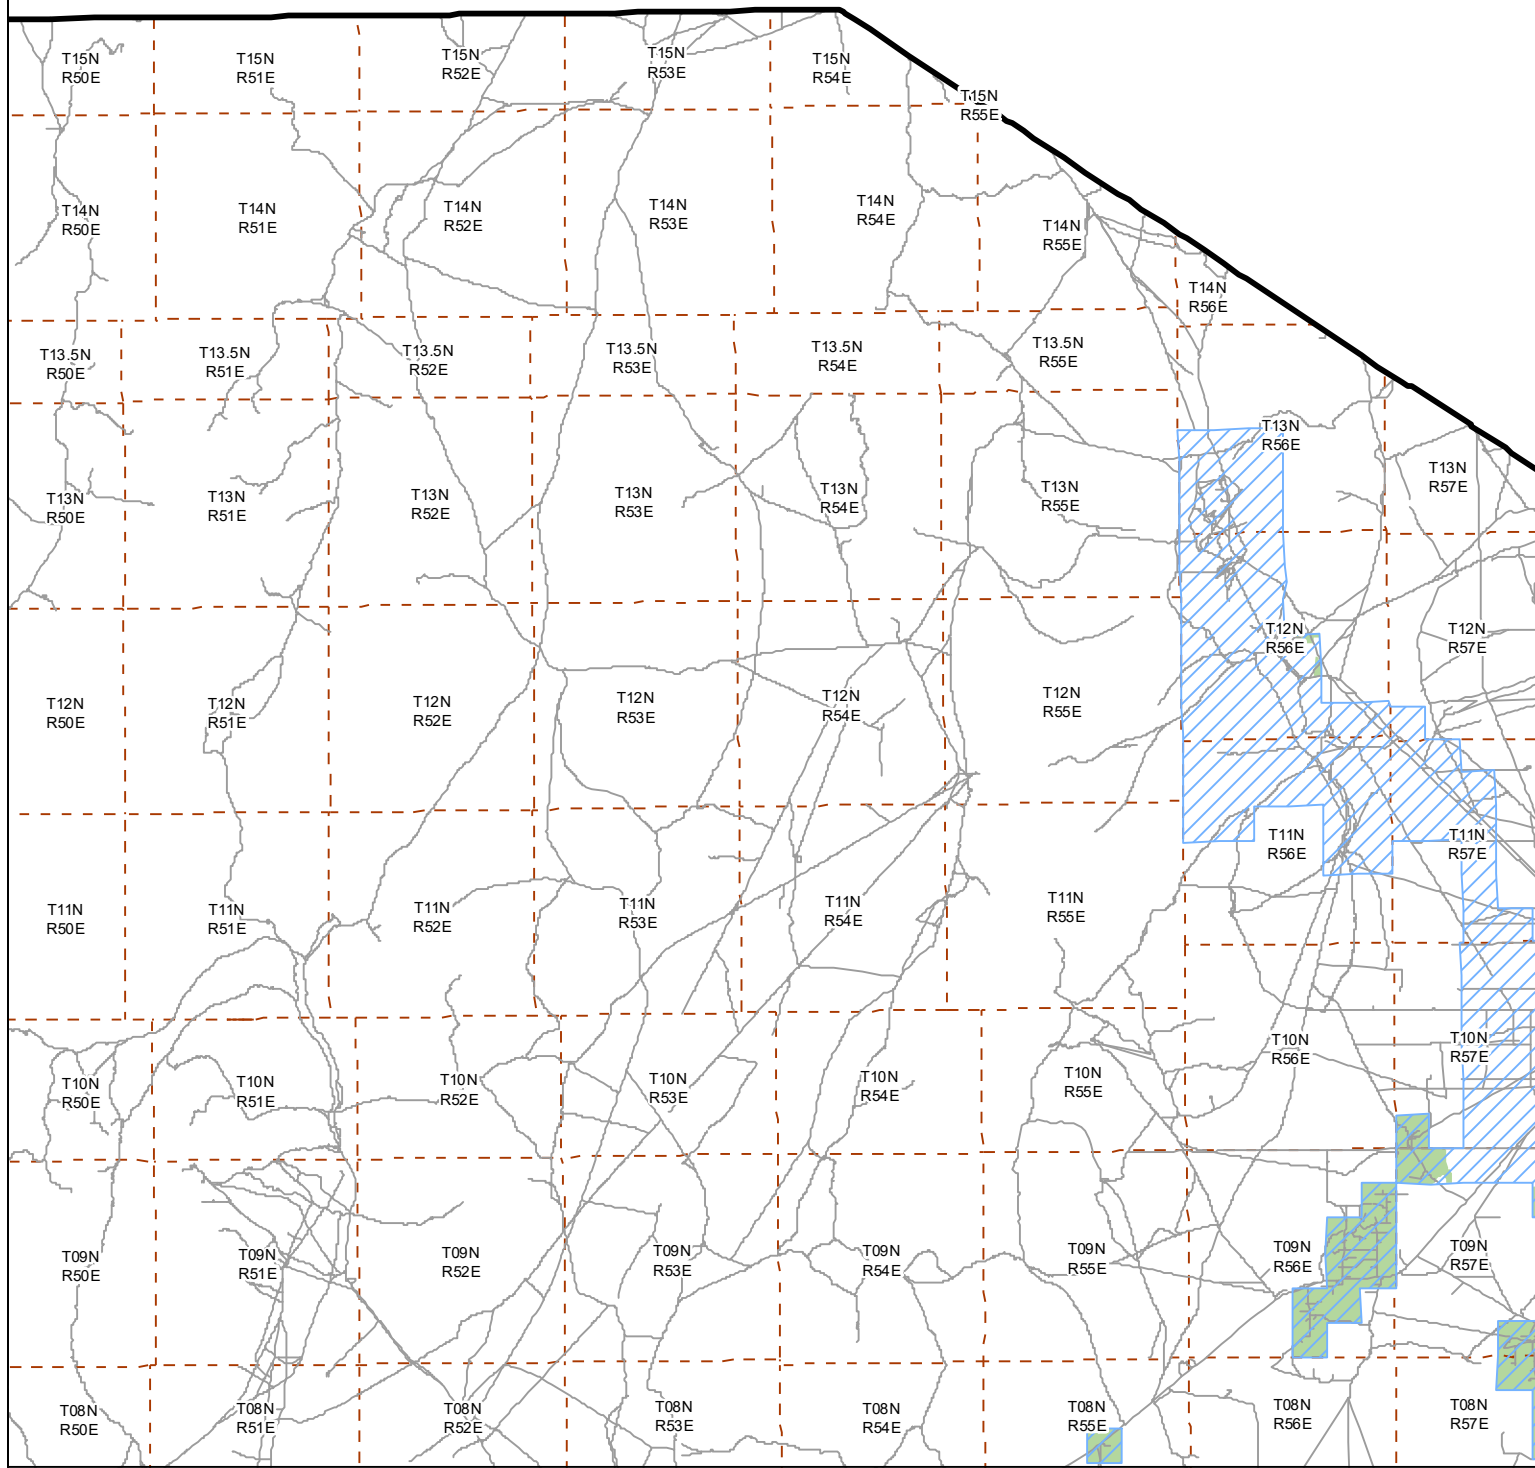 T15N
R50E
T15N
R51E
T15N
R52E
T15N
R53E
T15N
R54E
T15N
R55E
T14N
R50E
T14N
R51E
T14N
R52E
T14N
R53E
T14N
R54E
T14N
R55E
T14N
R56E
T13.5N
R50E
T13.5N
R51E
T13.5N
R52E
T13.5N
R53E
T13.5N
R54E
T13.5N
R55E
T13N
R50E
T13N
R51E
T13N
R52E
T13N
R53E
T13N
R54E
T13N
R55E
T13N
R56E
T13N
R57E
T12N
R50E
T12N
R51E
T12N
R52E
T12N
R53E
T12N
R54E
T12N
R55E
T12N
R56E
T12N
R57E
T11N
R50E
T11N
R51E
T11N
R52E
T11N
R53E
T11N
R54E
T11N
R55E
T11N
R56E
T11N
R57E
T10N
R50E
T10N
R51E
T10N
R52E
T10N
R53E
T10N
R54E
T10N
R55E
T10N
R56E
T10N
R57E
T09N
R50E
T09N
R51E
T09N
R52E
T09N
R53E
T09N
R54E
T09N
R55E
T09N
R56E
T09N
R57E
T08N
R50E
T08N
R51E
T08N
R52E
T08N
R53E
T08N
R54E
T08N
R55E
T08N
R56E
T08N
R57E